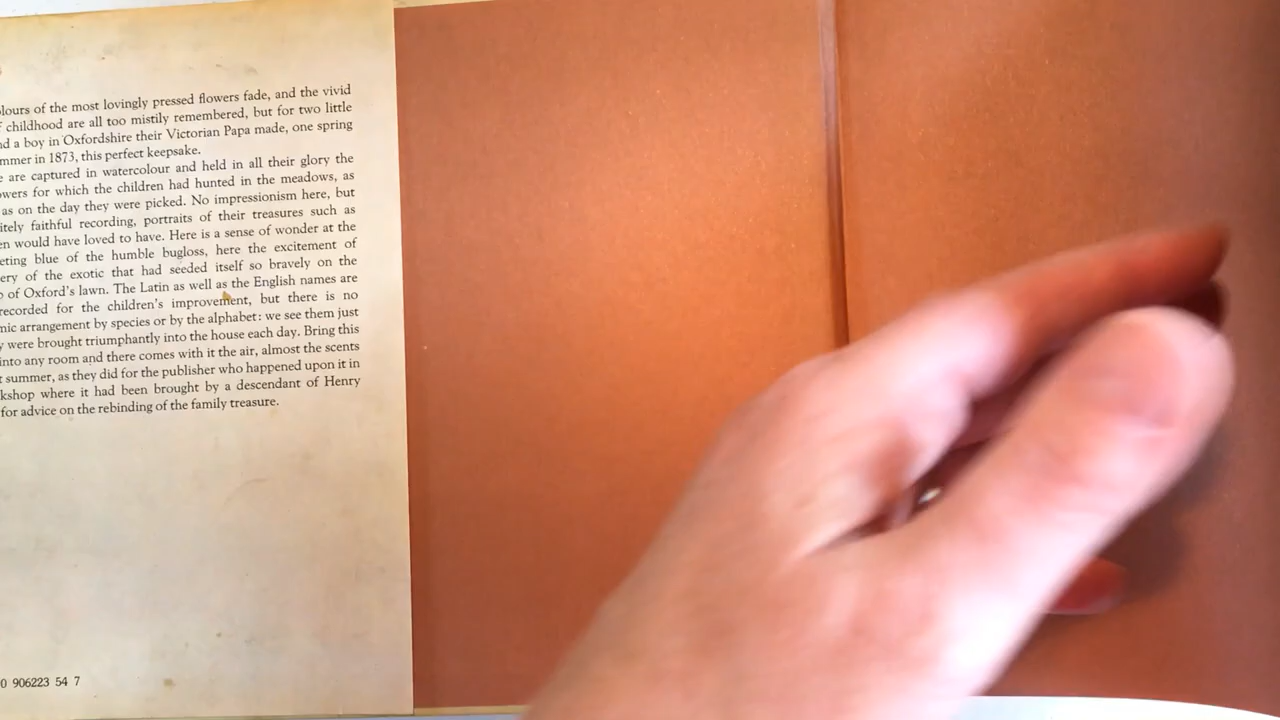 lours of the most lovingly pressed flowers fade, and the vivid
f childhood are all too mistily remembered, but for two little
nd a boy in Oxfordshire their Victorian Papa made, one spring
mmer in 1873, this perfect keepsake.
e are captured in watercolour and held in all their glory the
owers for which the children had hunted in the meadows, as
as on the day they were picked. No impressionism here, but
itely faithful recording, portraits of their treasures such as
en would have loved to have. Here is a sense of wonder at the
eting blue of the humble bugloss, here the excitement of
ery of the exotic that had seeded itself so bravely on the
of Oxford's lawn. The Latin as well as the English names are
recorded for the children's improvement, but there is no
mic arrangement by species or by the alphabet: we see them just
y were brought triumphantly into the house each day. Bring this
into any room and there comes with it the air, almost the scents
t summer, as they did for the publisher who happened upon it in
kshop where it had been brought by a descendant of Henry
for advice on the rebinding of the family treasure.
0 906223 54 7